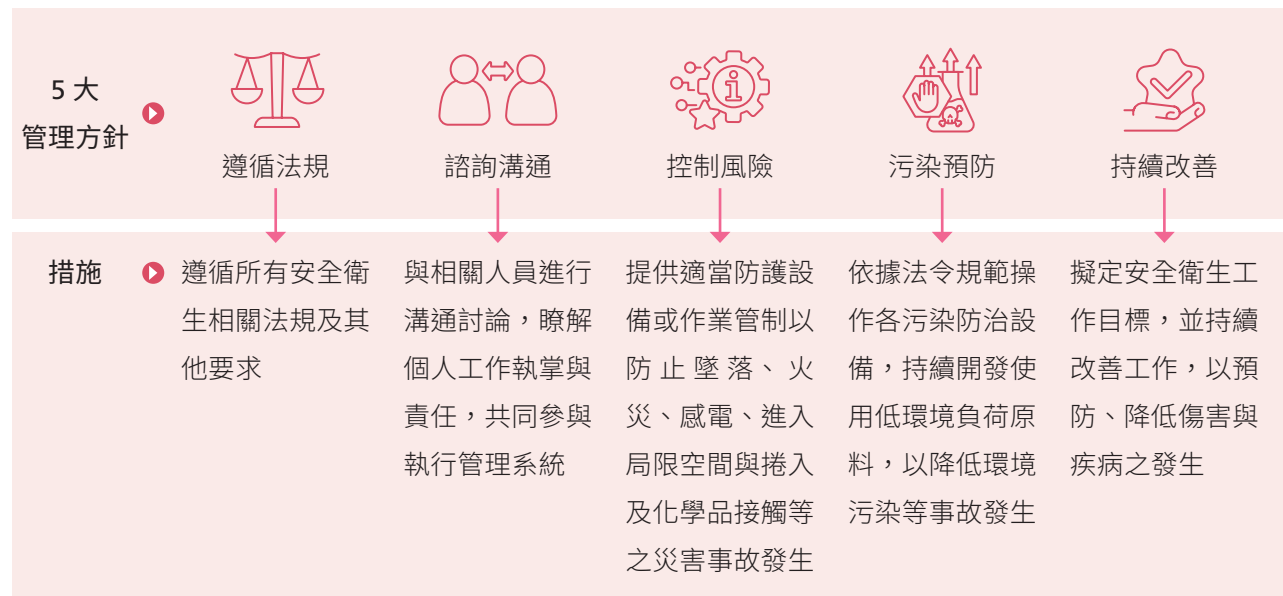 5 大
管理方針
遵循法規
諮詢溝通
控制風險
污染預防
持續改善
措施
遵循所有安全衛
生相關法規及其
他要求
與相關人員進行
溝通討論，瞭解
個人工作執掌與
責任，共同參與
執行管理系統
提供適當防護設
備或作業管制以
防止墜落、火
災、感電、進入
局限空間與捲入
及化學品接觸等
之災害事故發生
依據法令規範操
作各污染防治設
備，持續開發使
用低環境負荷原
料，以降低環境
污染等事故發生
擬定安全衛生工
作目標，並持續
改善工作，以預
防、降低傷害與
疾病之發生